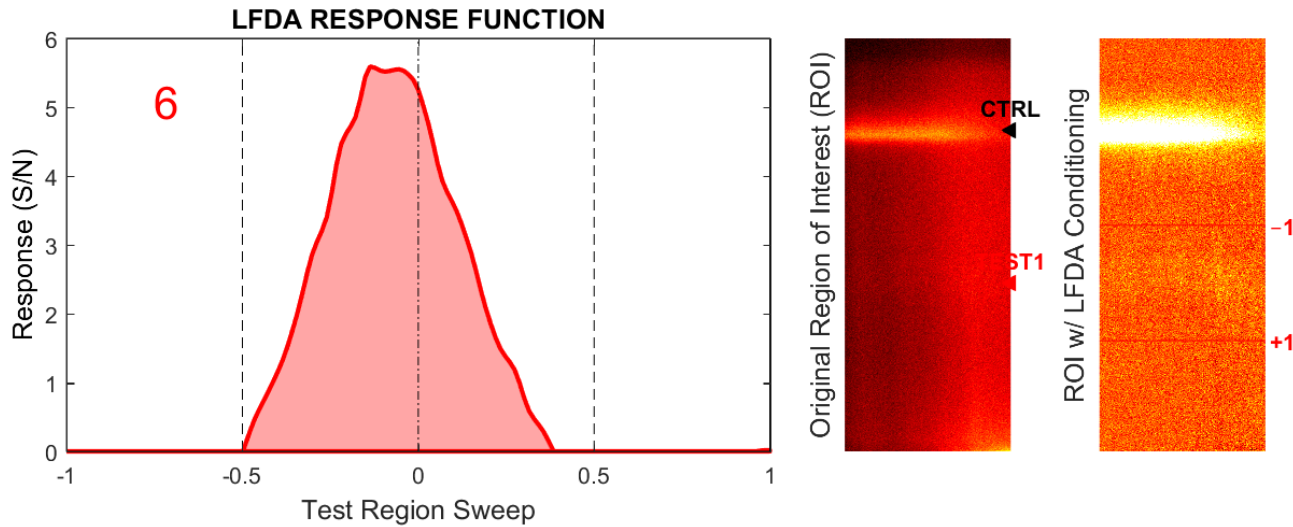 LFDA RESPONSE FUNCTION
6
6
5
4
3
2
1
0
Response (S/N)
-1
-0.5
0
0.5
1
Test Region Sweep
Original Region of Interest (ROI)
CTRL
ST1
ROI w/ LFDA Conditioning
–1
+1